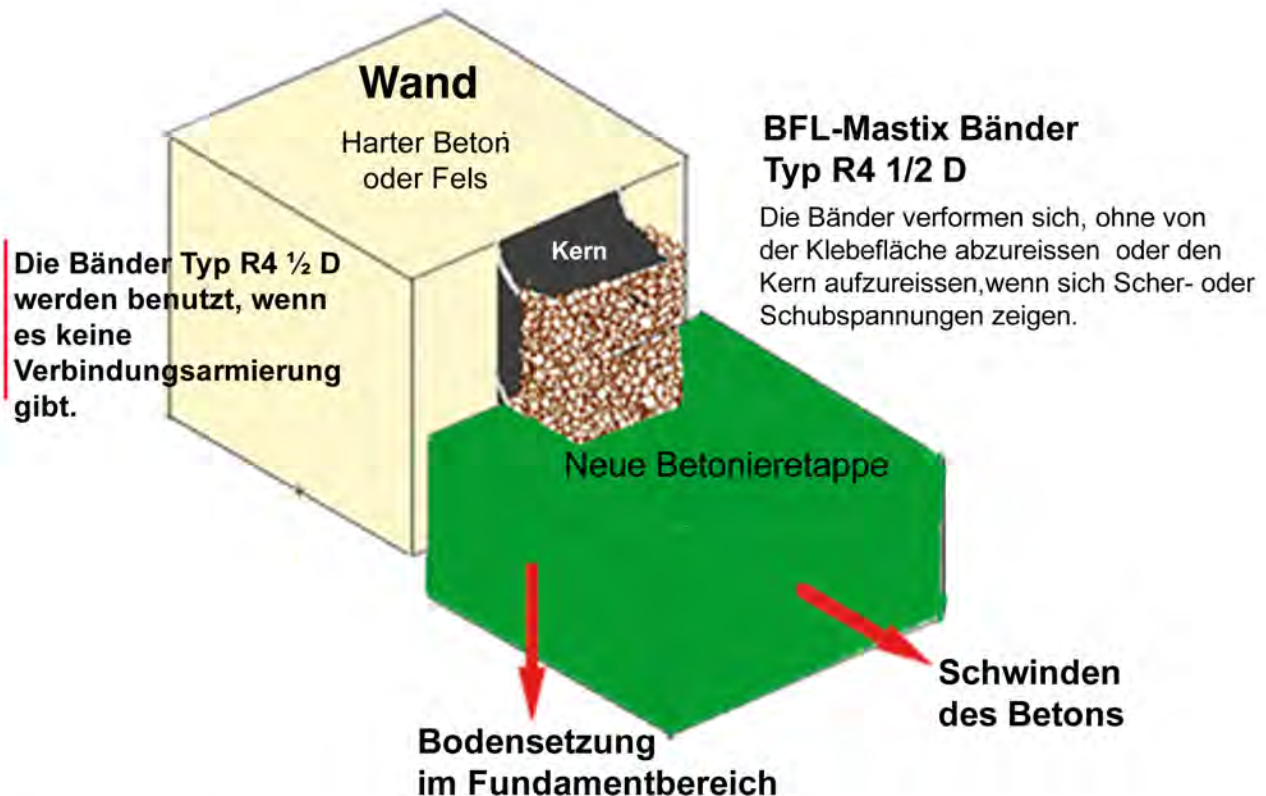 Wand
Harter Beton
oder Fels
BFL-Mastix Bänder
Typ R4 1/2 D
Die Bänder verformen sich, ohne von
der Klebefläche abzureissen oder den
Kern aufzureissen,wenn sich Scher- oder
Schubspannungen zeigen.
Kern
Die Bänder Typ R4 ½ D
werden benutzt, wenn
es keine
Verbindungsarmierung
gibt.
Neue Betonieretappe
Schwinden
des Betons
Bodensetzung
im Fundamentbereich